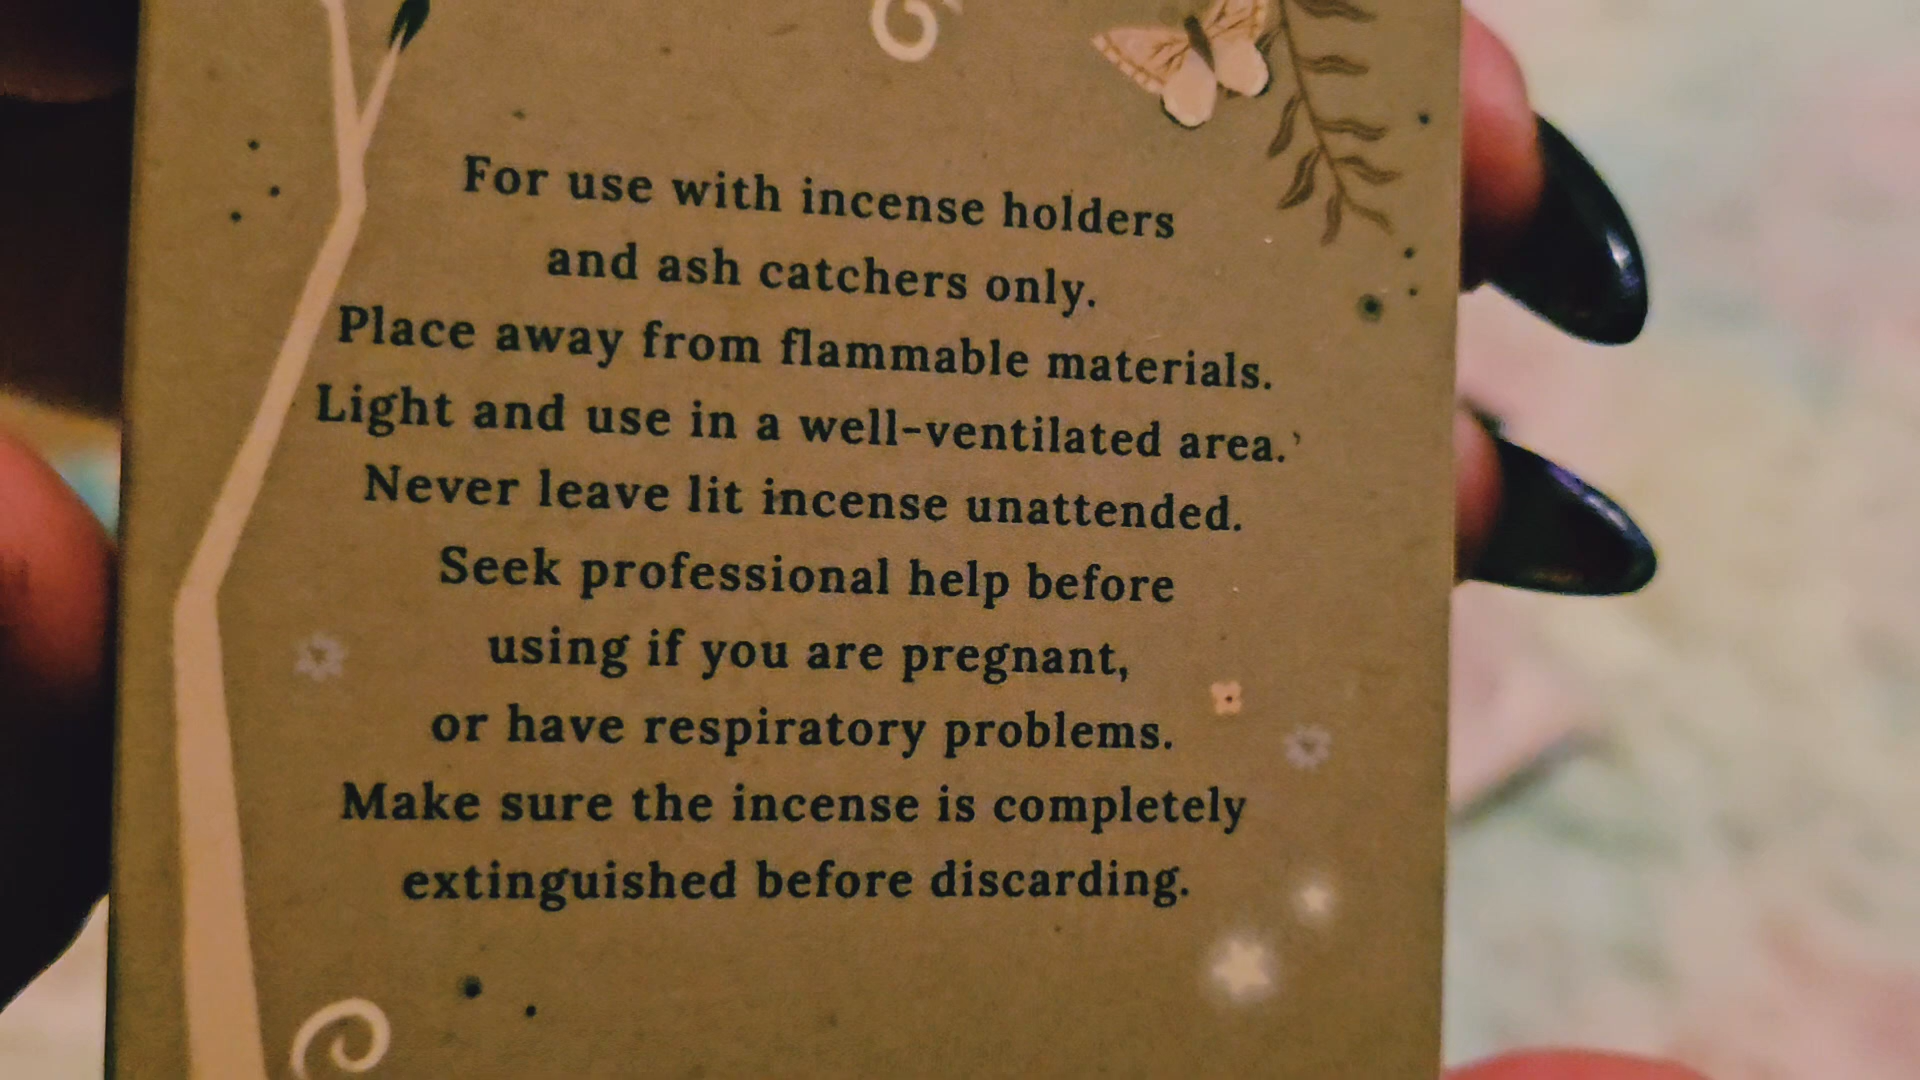 For use with incense holders
and ash catchers only.
Place away from flammable materials.
Light and use in a well-ventilated area.’
Never leave lit incense unattended.
Seek professional help before
using if you are pregnant,
or have respiratory problems.
Make sure the incense is completely
extinguished before discarding.